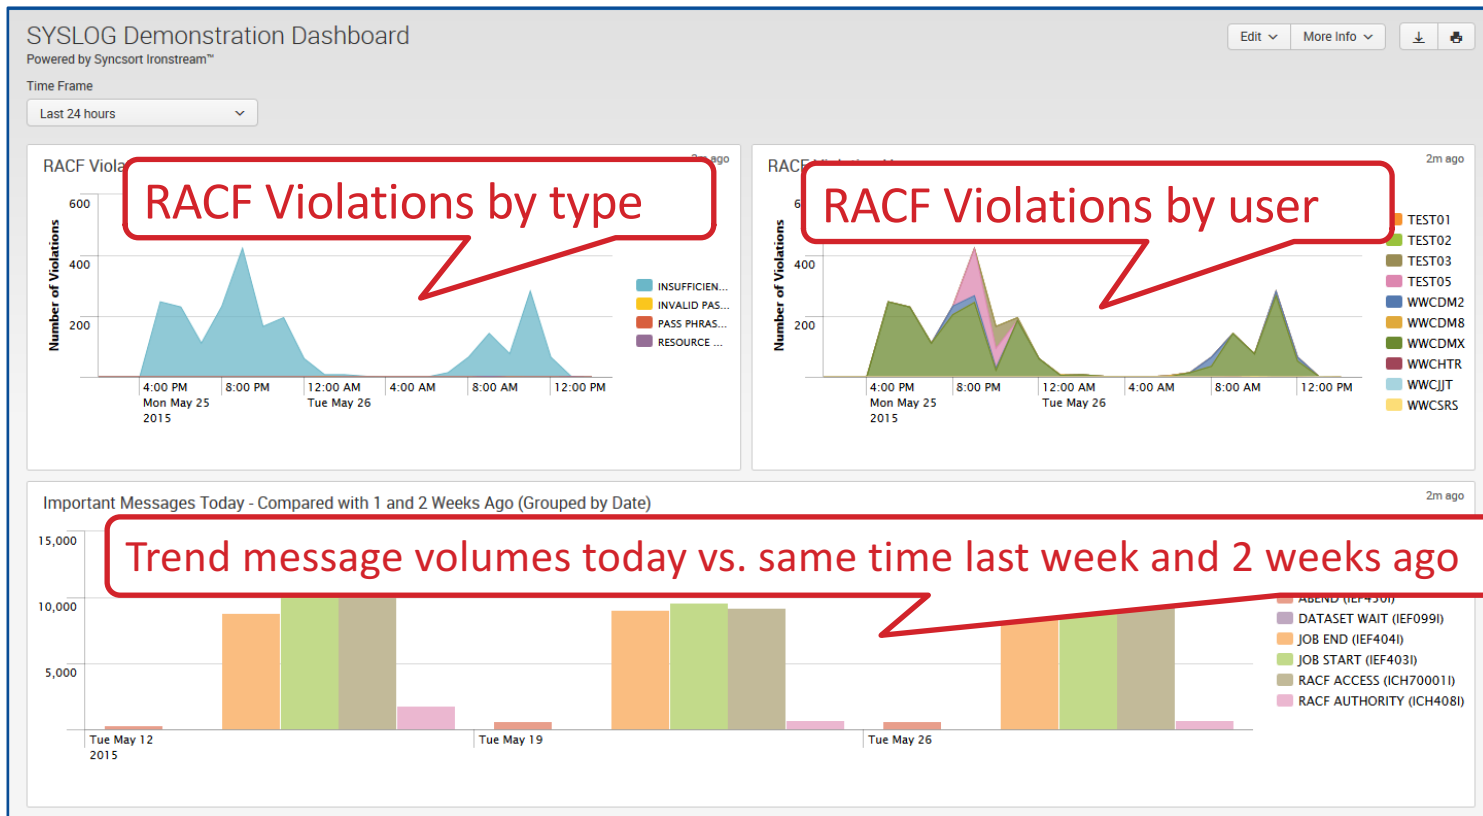 SYSLOG Demonstration Dashboard
Powered by Syncsort Ironstream™
Edit
More Info
Time Frame
Last 24 hours
RACF
RACF Violations by type
600
400
200
Number of Violations
INSUFFICIEN...
INVALID PAS...
PASS PHRAS...
RESOURCE ...
4:00 PM 8:00 PM 12:00 AM 4:00 AM 8:00 AM 12:00 PM
Mon May 25 Tue May 26
2015
2m ago
RACF Violations by user
400
200
Number of Violations
TEST01
TEST02
TEST03
TEST05
WWCDM2
WWCDM8
WWCDMX
WWCHTR
WWCJJT
WWCSRS
4:00 PM 8:00 PM 12:00 AM 4:00 AM 8:00 AM 12:00 PM
Mon May 25 Tue May 26
2015
Important Messages Today - Compared with 1 and 2 Weeks Ago (Grouped by Date)
2m ago
15,000
Trend message volumes today vs. same time last week and 2 weeks ago
10,000
5,000
ABEND (IEF450I)
DATASET WAIT (IEF099I)
JOB END (IEF404I)
JOB START (IEF403I)
RACF ACCESS (ICH70001I)
RACF AUTHORITY (ICH408I)
Tue May 12 Tue May 19 Tue May 26
2015